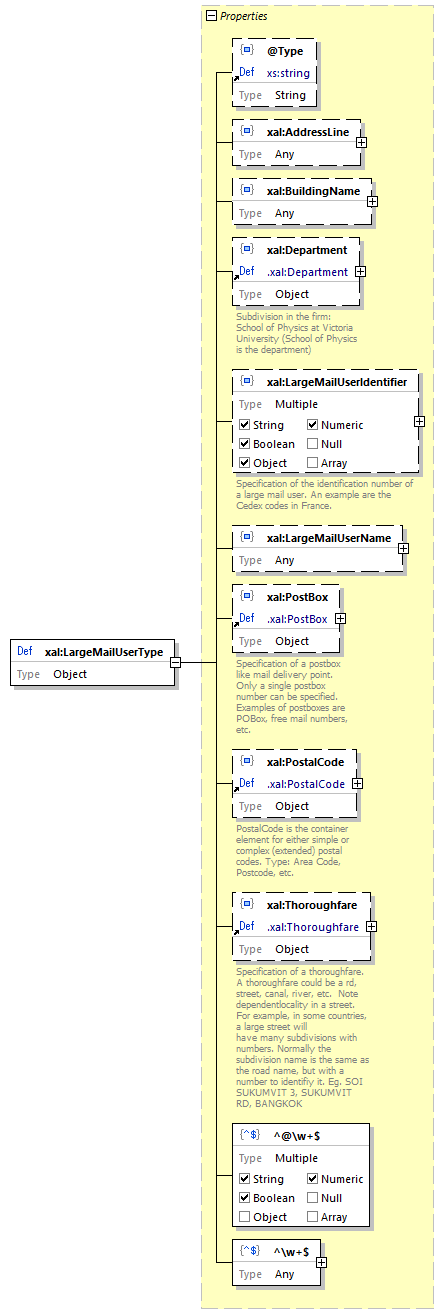 Properties
@Type
Def xs:string
Type String
xal:AddressLine
Type Any
xal:BuildingName
Type Any
xal:Department
Def .xal:Department
Type Object
Subdivision in the firm:
School of Physics at Victoria
University (School of Physics
is the department)
xal:LargeMailUserIdentifier
Type Multiple
String Numeric
Boolean Null
Object Array
Specification of the identification number of
a large mail user. An example are the
Cedex codes in France.
xal:LargeMailUserName
Type Any
xal:PostBox
Def .xal:PostBox
Type Object
Def xal:LargeMailUserType
Type Object
Specification of a postbox
like mail delivery point.
Only a single postbox
number can be specified.
Examples of postboxes are
POBox, free mail numbers,
etc.
xal:PostalCode
Def .xal:PostalCode
Type Object
PostalCode is the container
element for either simple or
complex (extended) postal
codes. Type: Area Code,
Postcode, etc.
xal:Thoroughfare
Def .xal:Thoroughfare
Type Object
Specification of a thoroughfare.
A thoroughfare could be a rd,
street, canal, river, etc.  Note
dependentlocality in a street.
For example, in some countries,
a large street will
have many subdivisions with
numbers. Normally the
subdivision name is the same as
the road name, but with a
number to identifiy it. Eg. SOI
SUKUMVIT 3, SUKUMVIT
RD, BANGKOK
{^$} ^@\w+$
Type Multiple
String Numeric
Boolean Null
Object Array
{^$} ^\w+$
Type Any